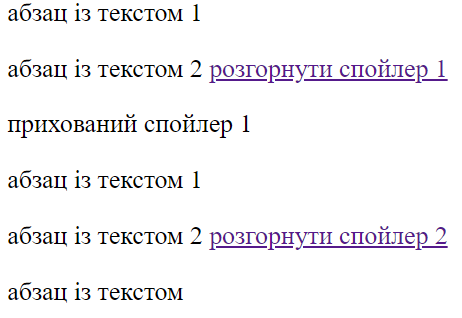 абзац із текстом 1
абзац із текстом 2 розгорнути спойлер 1
прихований спойлер 1
абзац із текстом 1
абзац із текстом 2 розгорнути спойлер 2
абзац із текстом